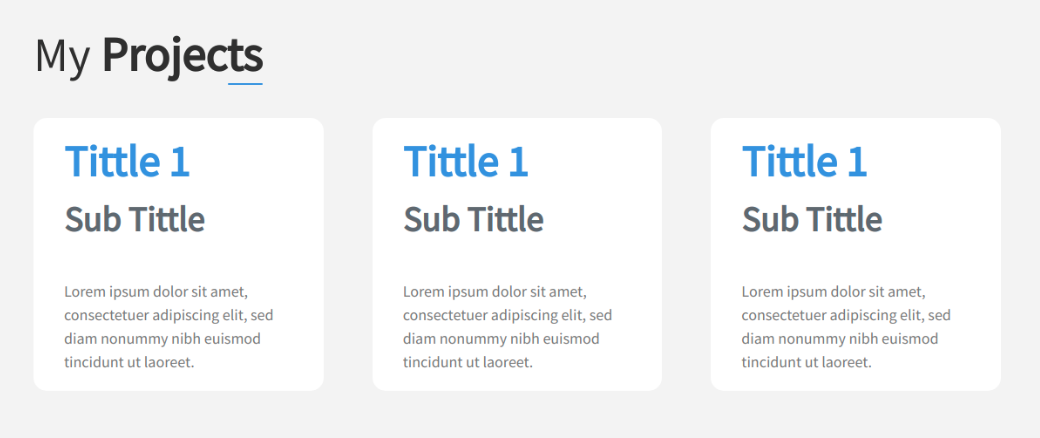 My Projects
Tittle 1
Sub Tittle
Lorem ipsum dolor sit amet,
consectetuer adipiscing elit, sed
diam nonummy nibh euismod
tincidunt ut laoreet.
Tittle 1
Sub Tittle
Lorem ipsum dolor sit amet,
consectetuer adipiscing elit, sed
diam nonummy nibh euismod
tincidunt ut laoreet.
Tittle 1
Sub Tittle
Lorem ipsum dolor sit amet,
consectetuer adipiscing elit, sed
diam nonummy nibh euismod
tincidunt ut laoreet.